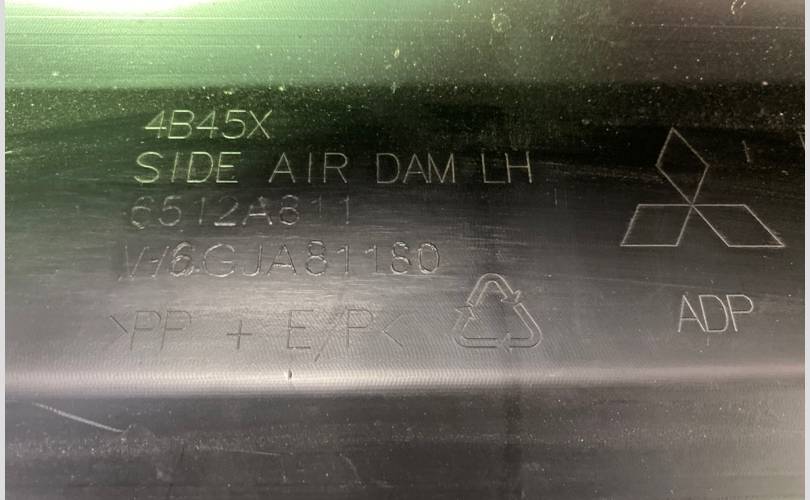 4B45X
SIDE AIR DAM LH
6512A811
>PP + E/P<
ADP